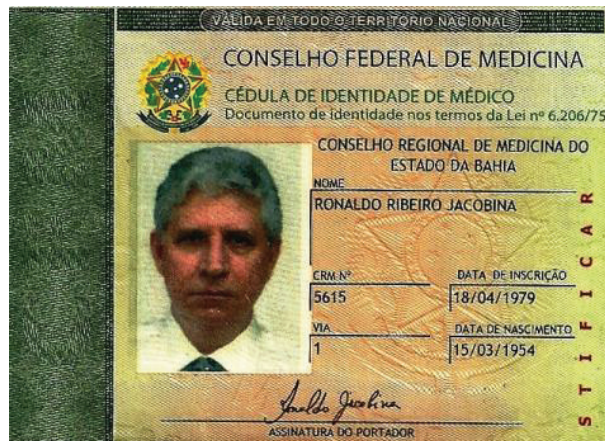 VÁLIDA EM TODO O TERRITÓRIO NACIONAL
CONSELHO FEDERAL DE MEDICINA
CÉDULA DE IDENTIDADE DE MÉDICO
Documento de identidade nos termos da Lei nº 6.206/75
CONSELHO REGIONAL DE MEDICINA DO
ESTADO DA BAHIA
NOME
RONALDO RIBEIRO JACOBINA
CRM Nº
DATA DE INSCRIÇÃO
5615
18/04/1979
VIA
DATA DE NASCIMENTO
1
15/03/1954
Ronaldo Jacobina
ASSINATURA DO PORTADOR
STIFICAR